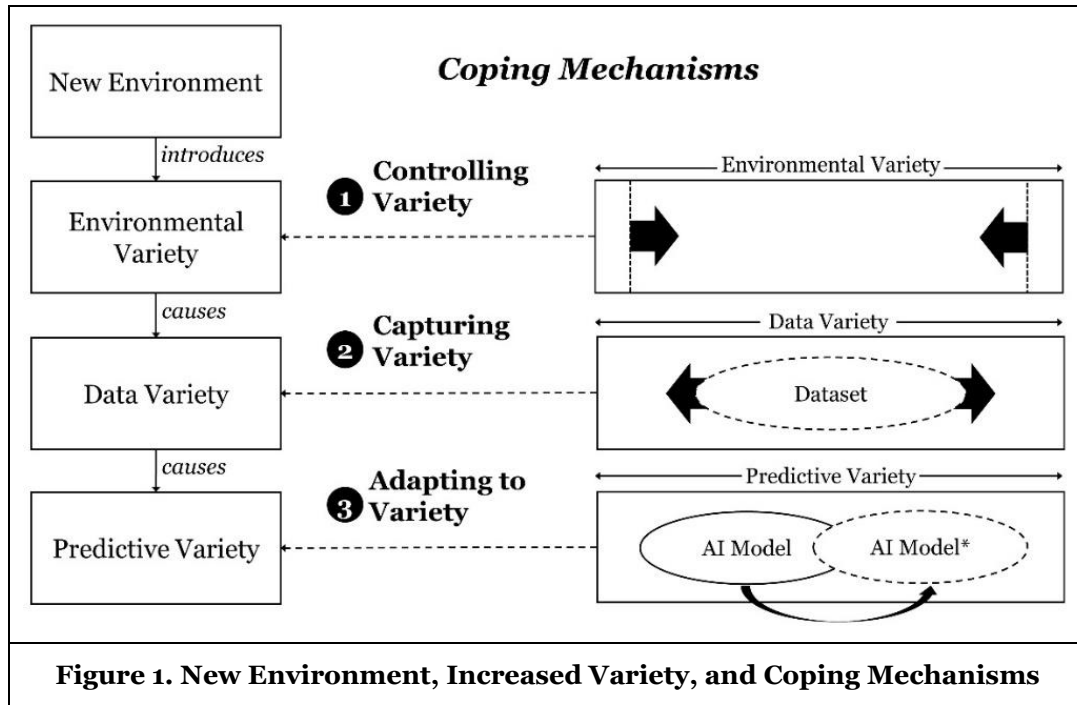 New Environment
Coping Mechanisms
introduces
1 Controlling
Variety
Environmental Variety
Environmental
Variety
causes
2 Capturing
Variety
Data Variety
Data Variety
Dataset
causes
3 Adapting to
Variety
Predictive Variety
Predictive Variety
AI Model
AI Model*
Figure 1. New Environment, Increased Variety, and Coping Mechanisms